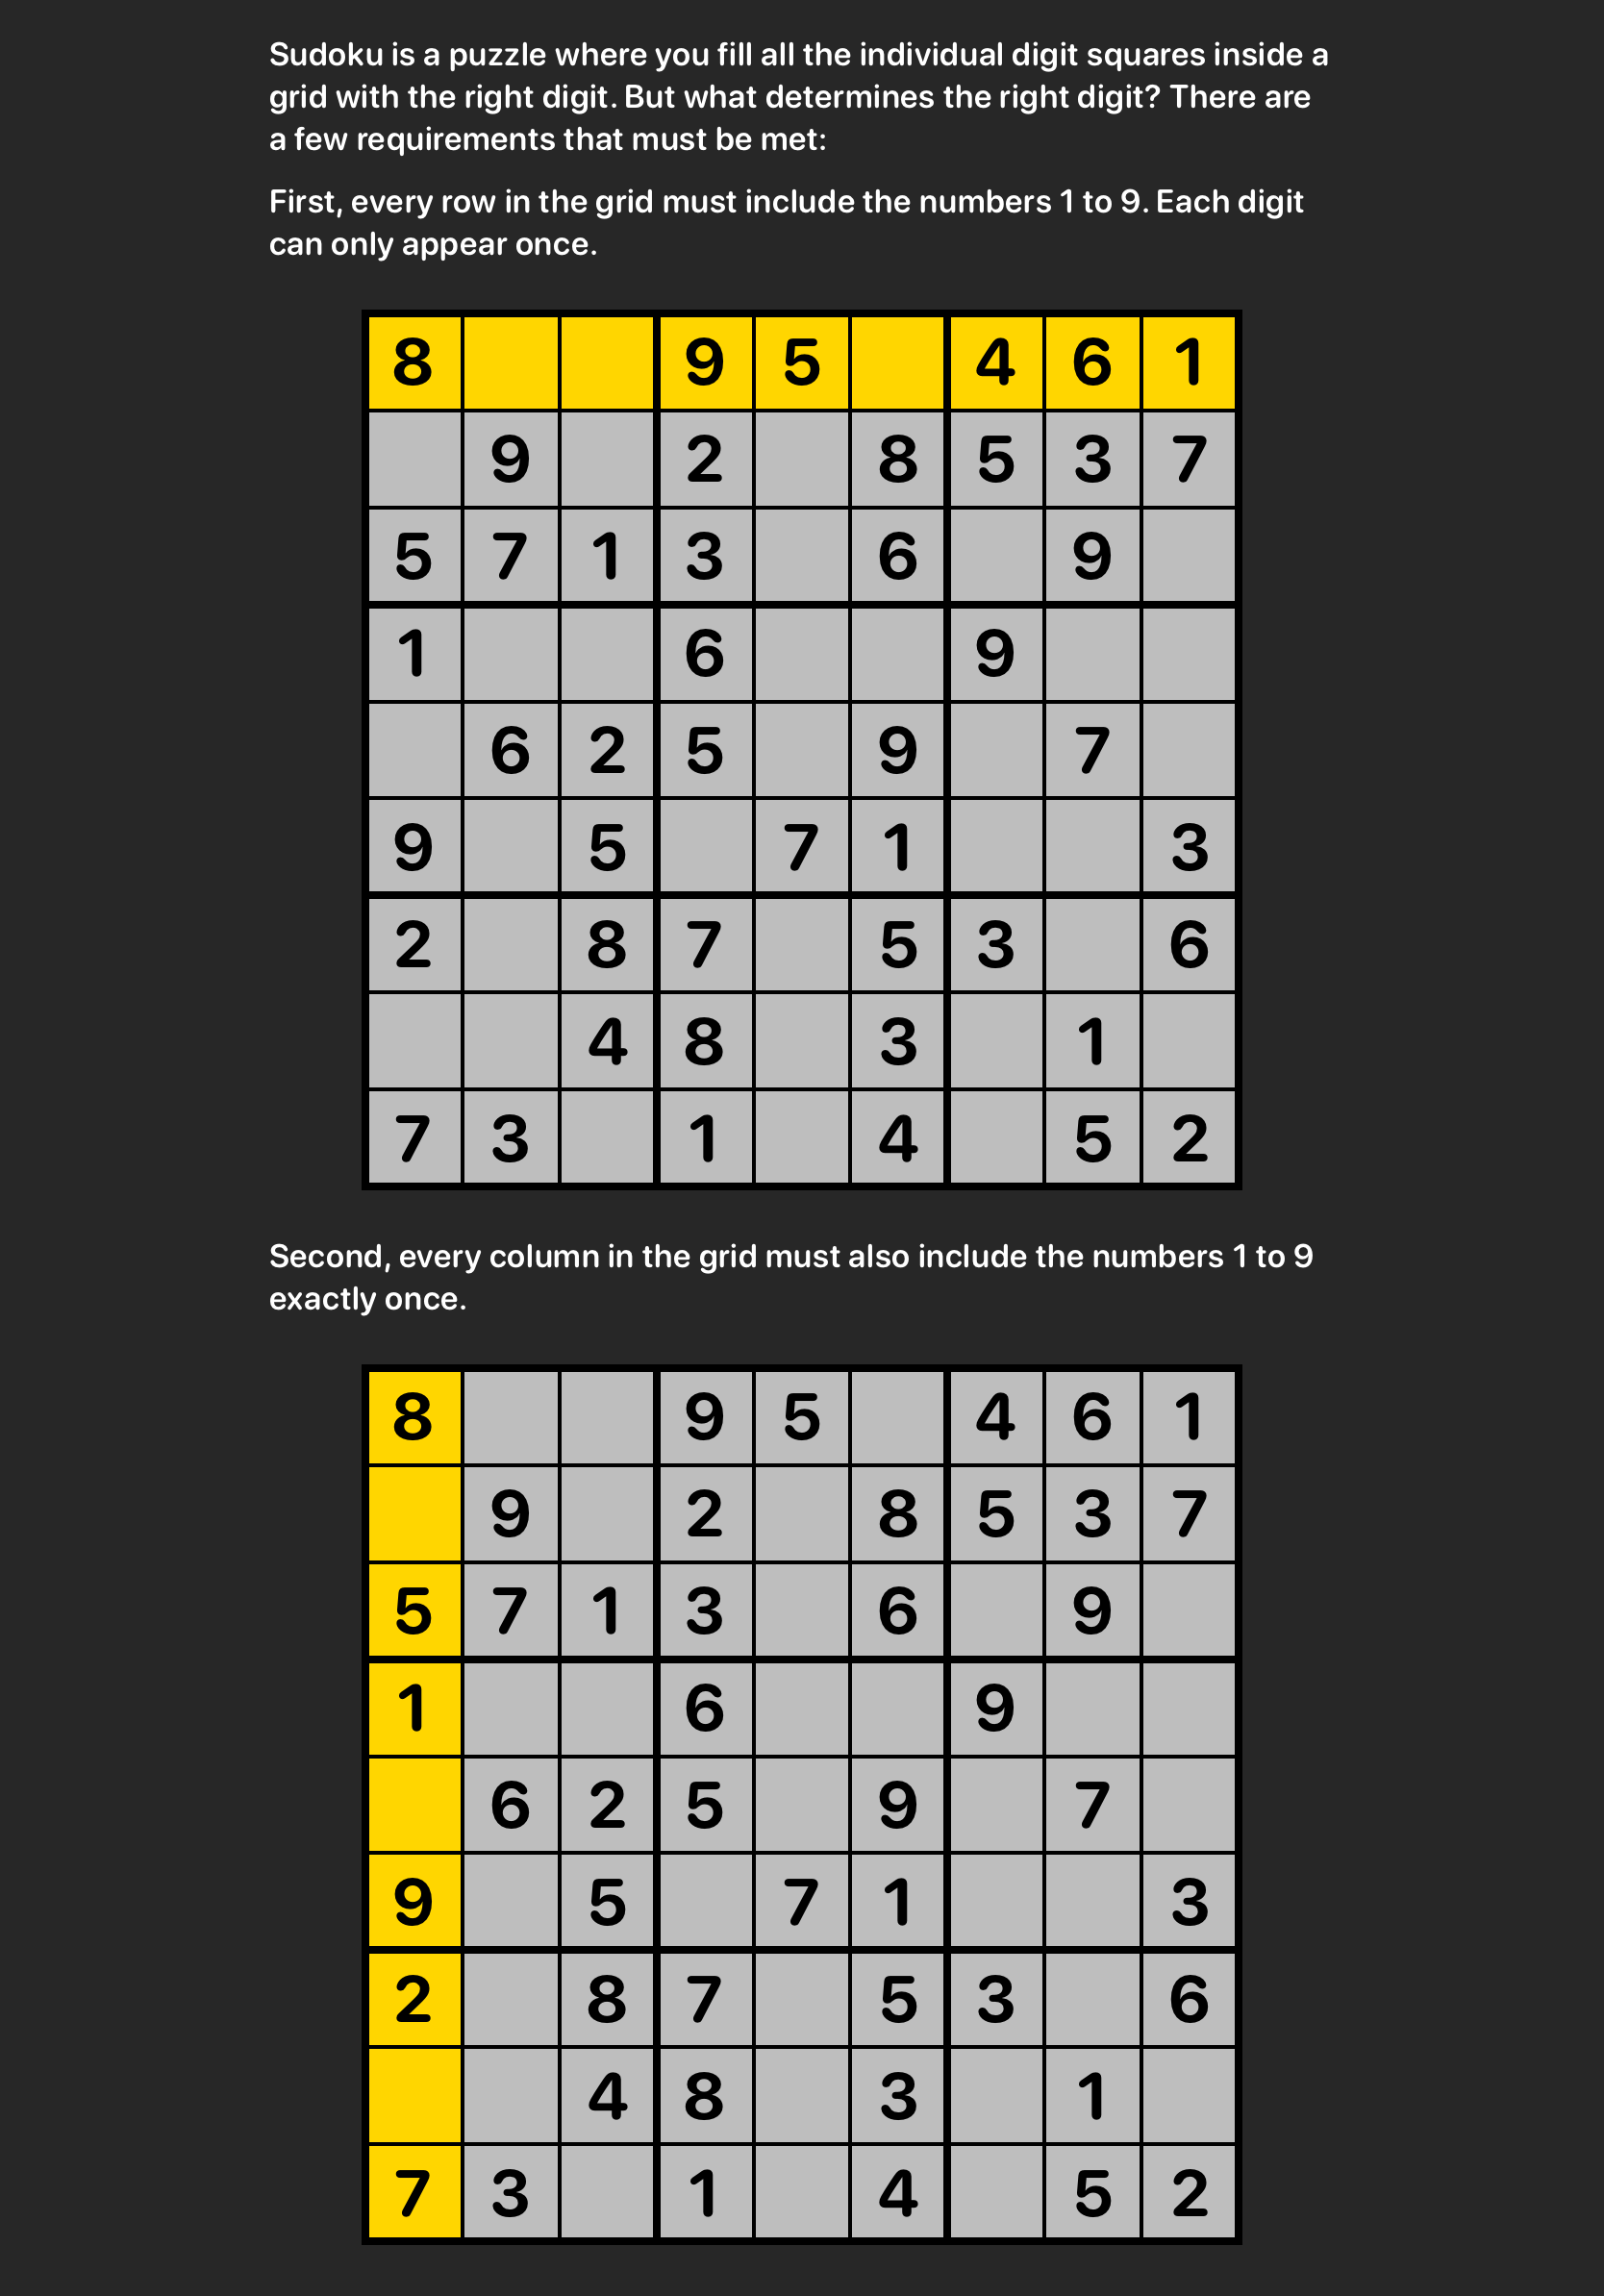 Sudoku is a puzzle where you fill all the individual digit squares inside a
grid with the right digit. But what determines the right digit? There are
a few requirements that must be met:
First, every row in the grid must include the numbers 1 to 9. Each digit
can only appear once.
8 9 5 4 6 1
9 2 8 5 3 7
5 7 1 3 6 9
1 6 9
6 2 5 9 7
9 5 7 1 3
2 8 7 5 3 6
4 8 3 1
7 3 1 4 5 2
Second, every column in the grid must also include the numbers 1 to 9
exactly once.
8 9 5 4 6 1
9 2 8 5 3 7
5 7 1 3 6 9
1 6 9
6 2 5 9 7
9 5 7 1 3
2 8 7 5 3 6
4 8 3 1
7 3 1 4 5 2